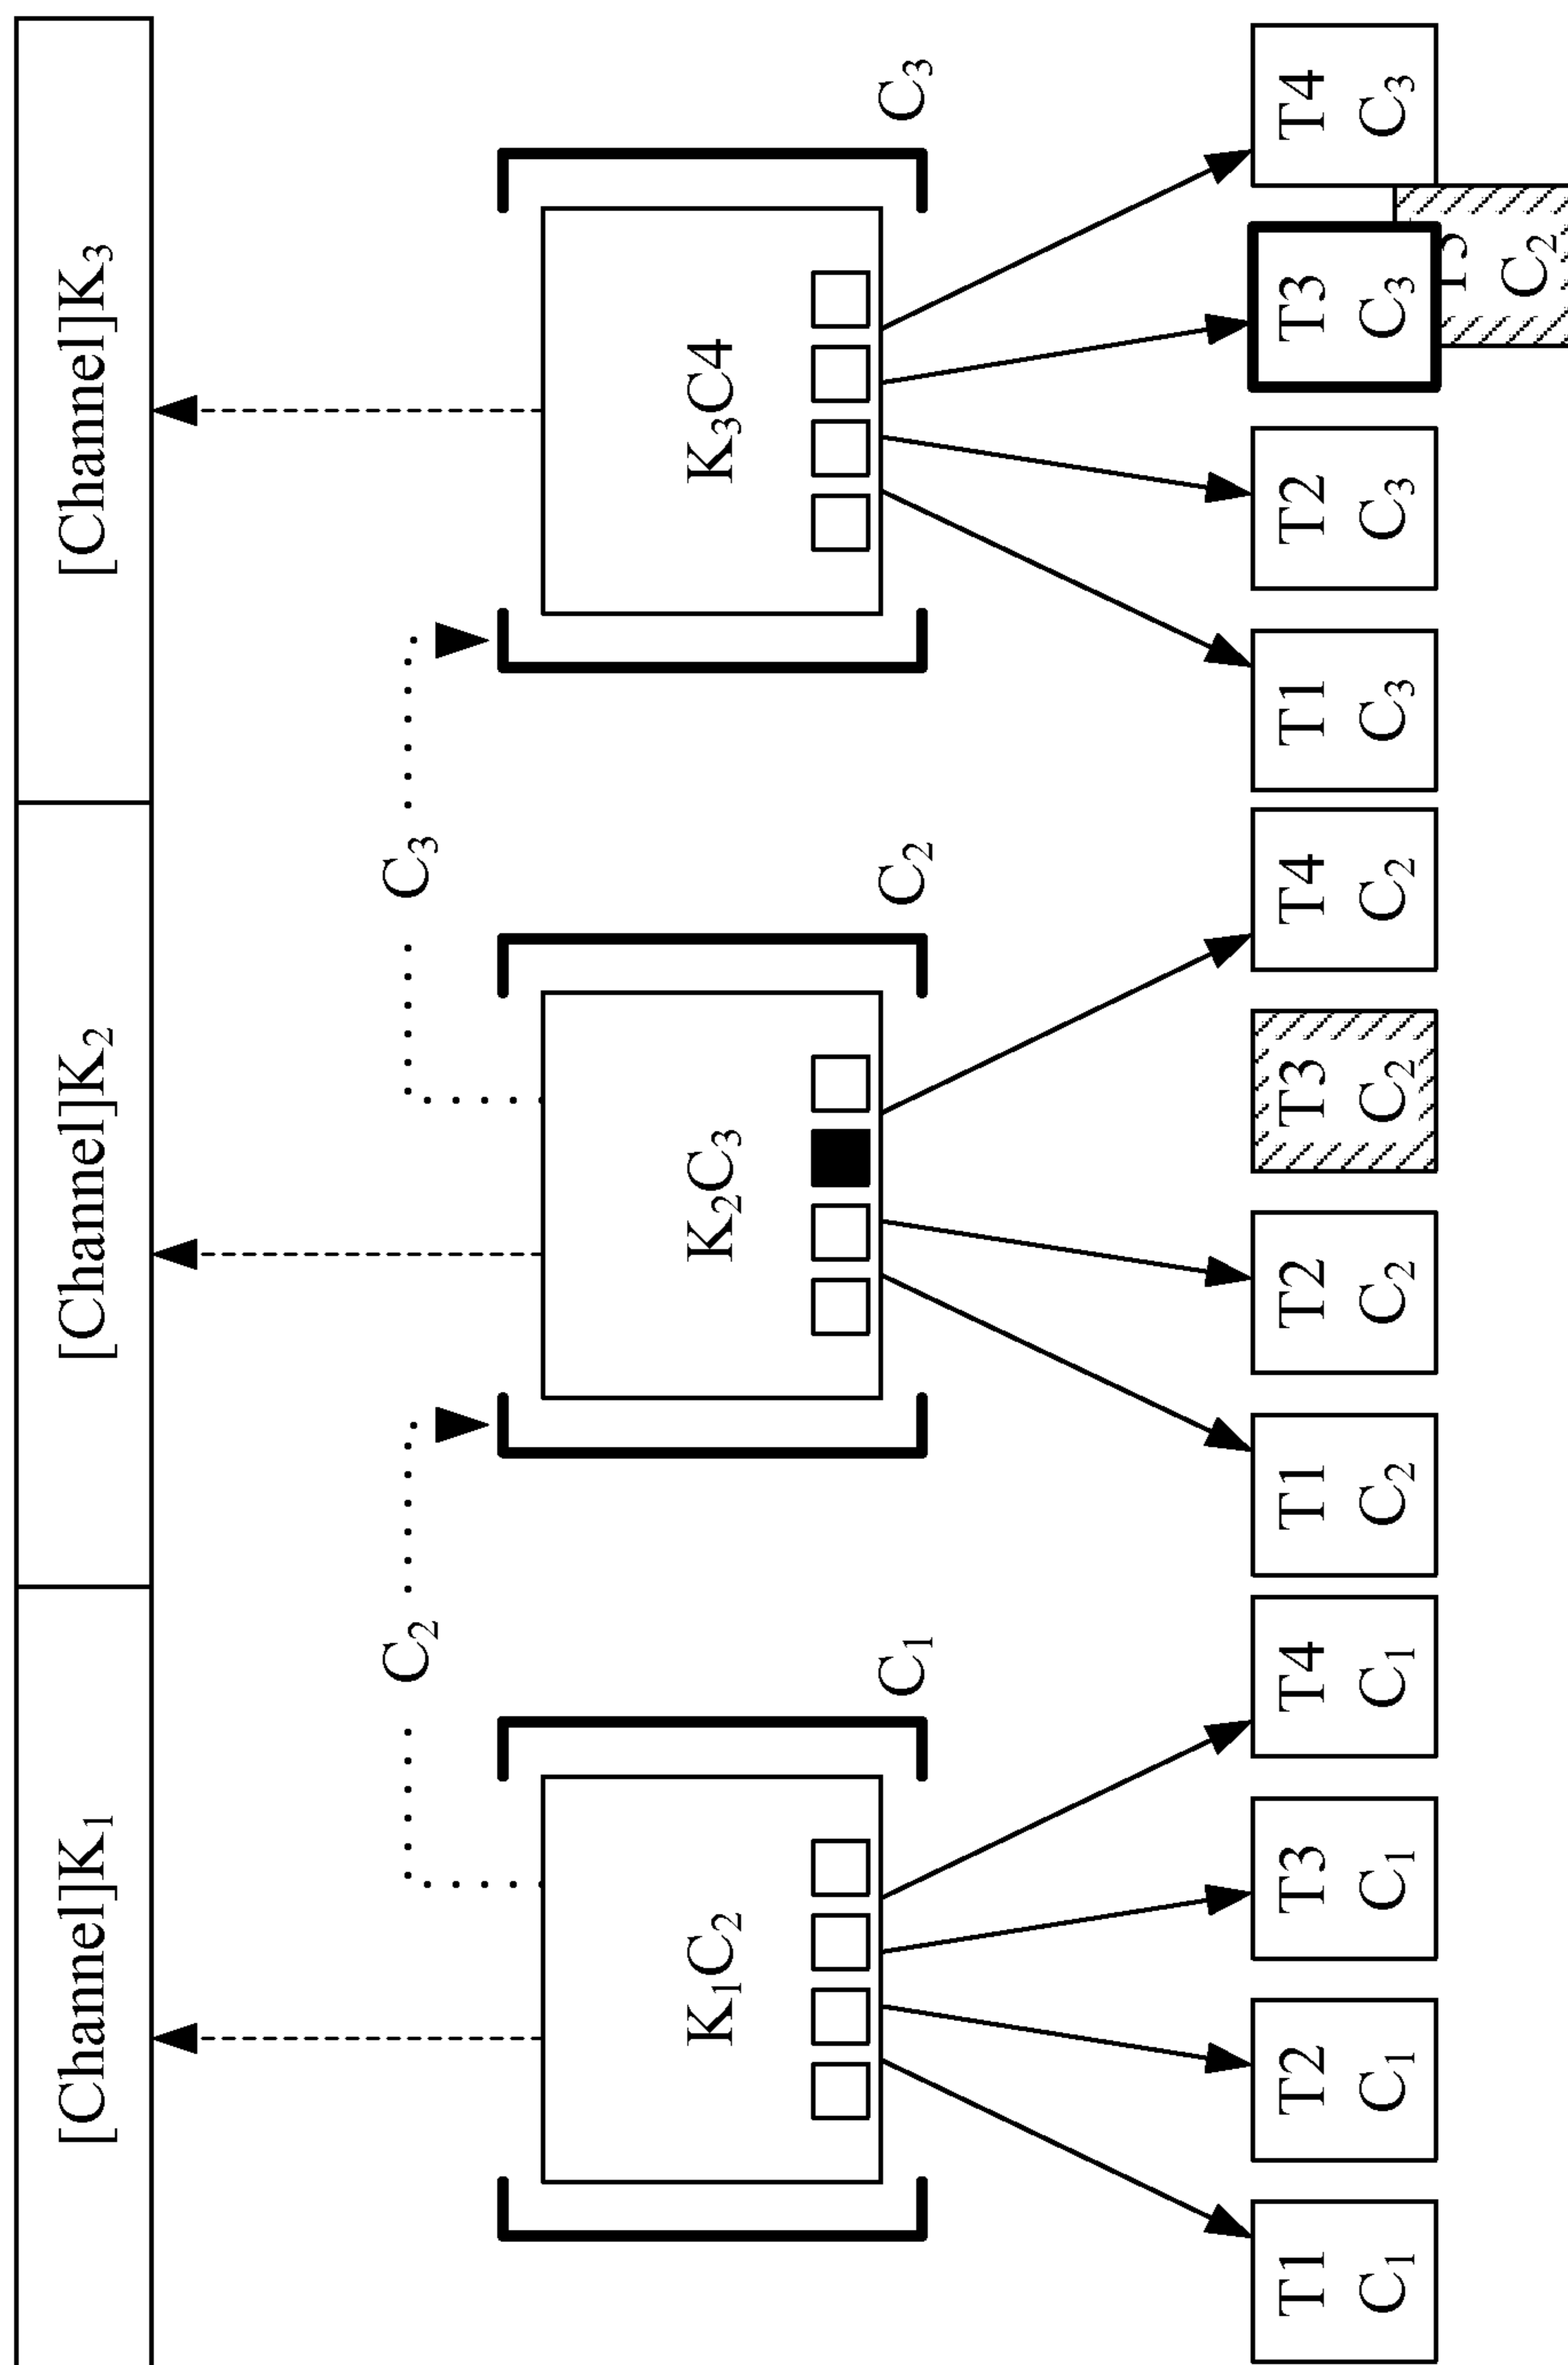 [Channel]K₁
[Channel]K₂
[Channel]K₃
C₂
C₃
K₁C₂
C₁
K₂C₃
C₂
K₃C4
C₃
T1
C₁
T2
C₁
T3
C₁
T4
C₁
T1
C₂
T2
C₂
T3
C₂
T4
C₂
T1
C₃
T2
C₃
T3
C₃
C₂
T4
C₃